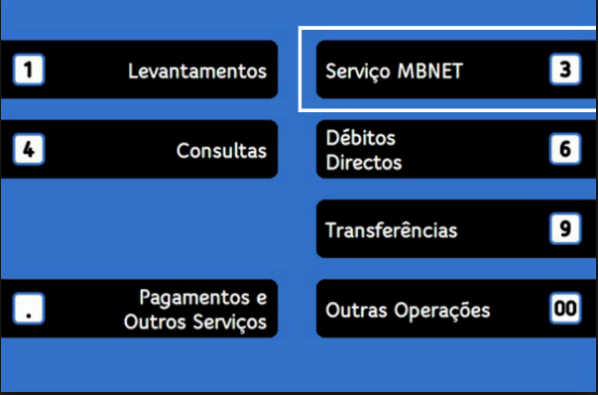 1 Levantamentos
Serviço MBNET 3
4 Consultas
Débitos
Directos 6
Transferências 9
. Pagamentos e
Outros Serviços
Outras Operações 00